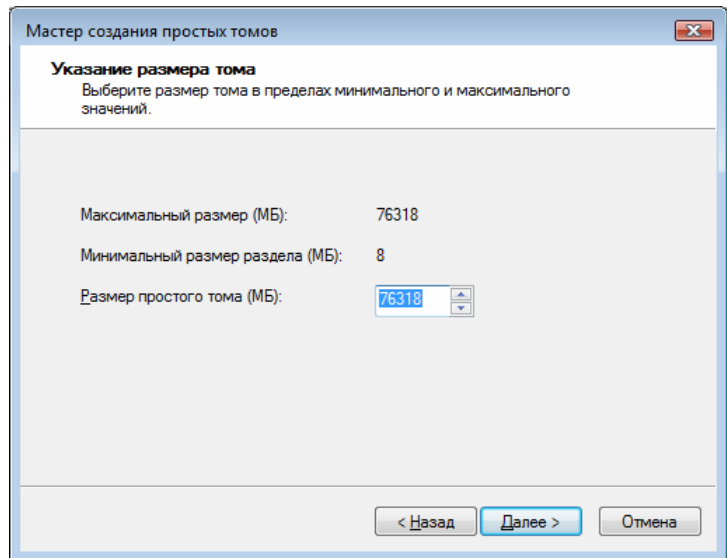 Мастер создания простых томов
Указание размера тома
Выберите размер тома в пределах минимального и максимального
значений.
Максимальный размер (МБ): 76318
Минимальный размер раздела (МБ): 8
Размер простого тома (МБ): 76318
< Назад Далее > Отмена